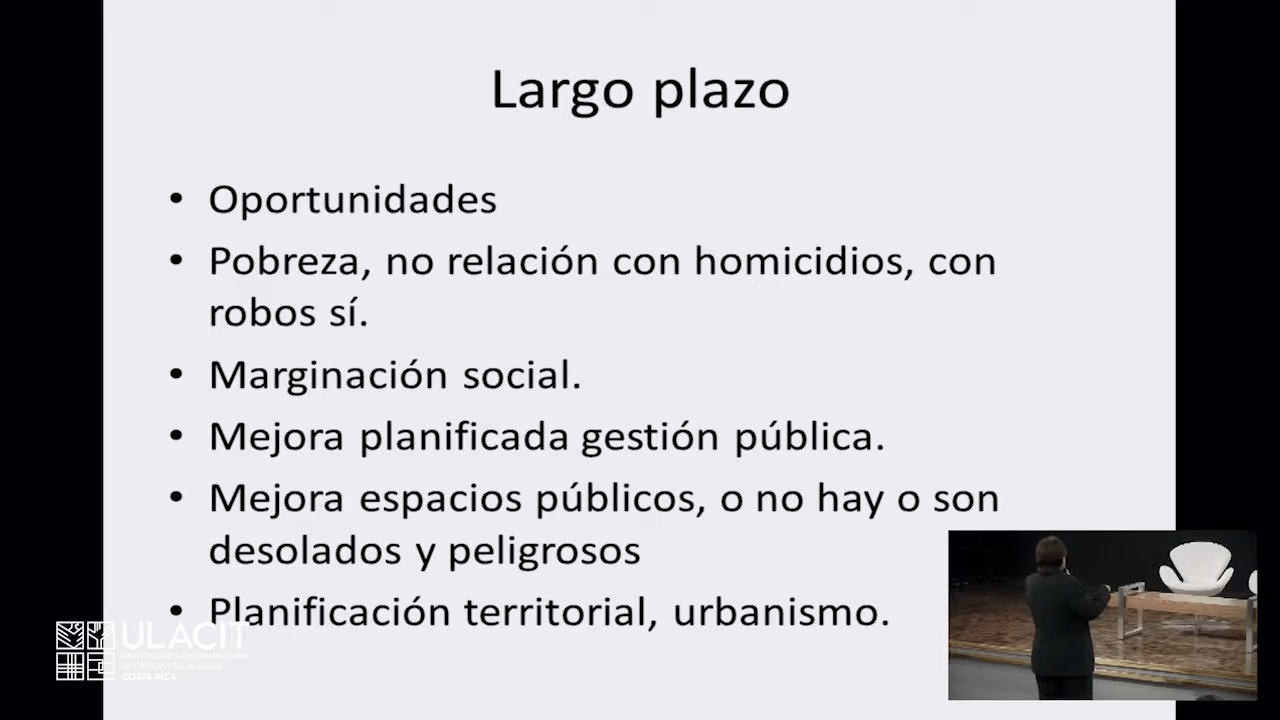 Largo plazo
• Oportunidades
• Pobreza, no relación con homicidios, con
robos sí.
• Marginación social.
• Mejora planificada gestión pública.
• Mejora espacios públicos, o no hay o son
desolados y peligrosos
• Planificación territorial, urbanismo.
ULACIT
COSTA RICA